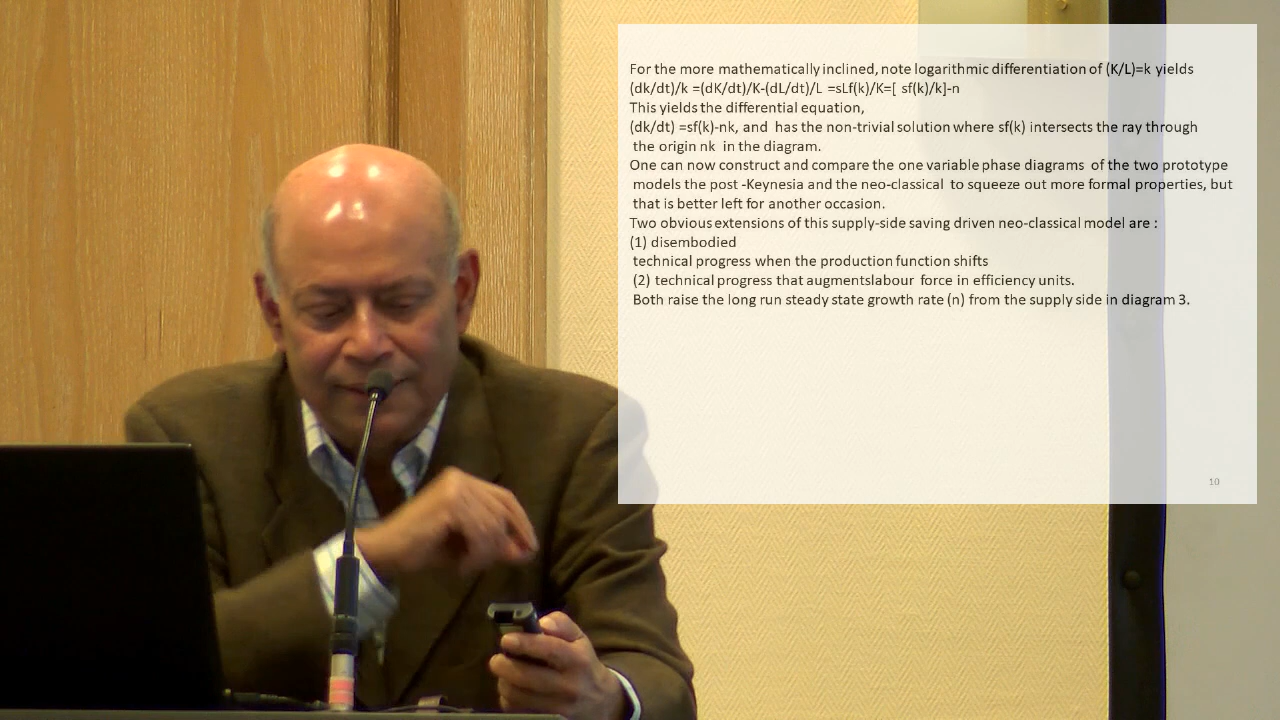 For the more mathematically inclined, note logarithmic differentiation of (K/L)=k yields
(dk/dt)/k =(dK/dt)/K-(dL/dt)/L =sLf(k)/K=[ sf(k)/k]-n
This yields the differential equation,
(dk/dt) =sf(k)-nk, and has the non-trivial solution where sf(k) intersects the ray through
the origin nk in the diagram.
One can now construct and compare the one variable phase diagrams of the two prototype
models the post -Keynesia and the neo-classical to squeeze out more formal properties, but
that is better left for another occasion.
Two obvious extensions of this supply-side saving driven neo-classical model are :
(1) disembodied
technical progress when the production function shifts
(2) technical progress that augmentslabour force in efficiency units.
Both raise the long run steady state growth rate (n) from the supply side in diagram 3.
10